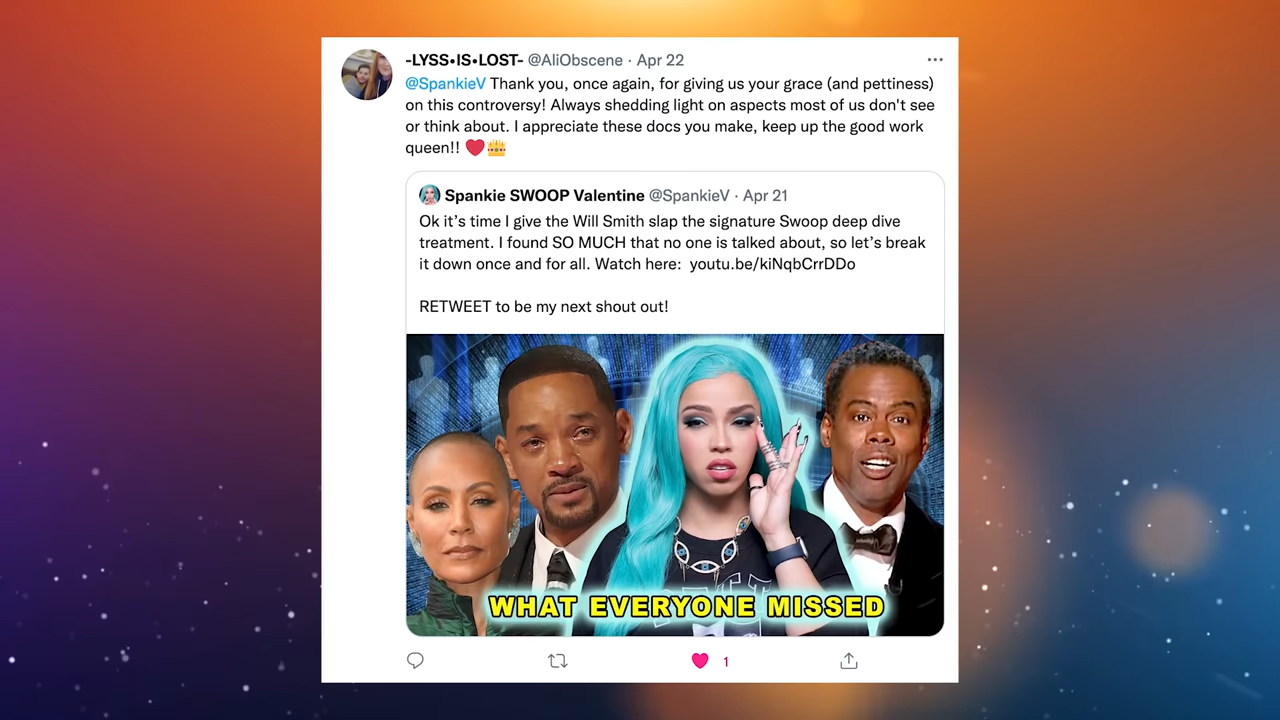 -LYSS•IS•LOST- @AliObscene · Apr 22
@SpankieV Thank you, once again, for giving us your grace (and pettiness)
on this controversy! Always shedding light on aspects most of us don't see
or think about. I appreciate these docs you make, keep up the good work
queen!! ❤️👑
Spankie SWOOP Valentine @SpankieV · Apr 21
Ok it's time I give the Will Smith slap the signature Swoop deep dive
treatment. I found SO MUCH that no one is talked about, so let's break
it down once and for all. Watch here: youtu.be/kiNqbCrrDDo
RETWEET to be my next shout out!
WHAT EVERYONE MISSED
1